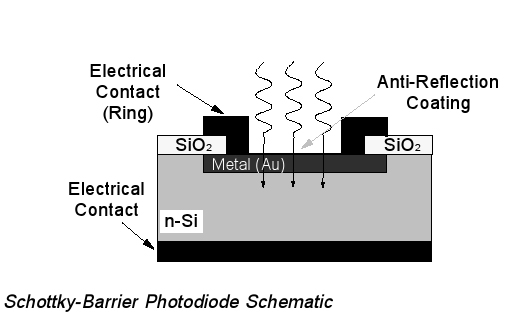 Electrical
Contact
(Ring)
Anti-Reflection
Coating
SiO₂
SiO₂
Metal (Au)
Electrical
Contact
n-Si
Schottky-Barrier Photodiode Schematic